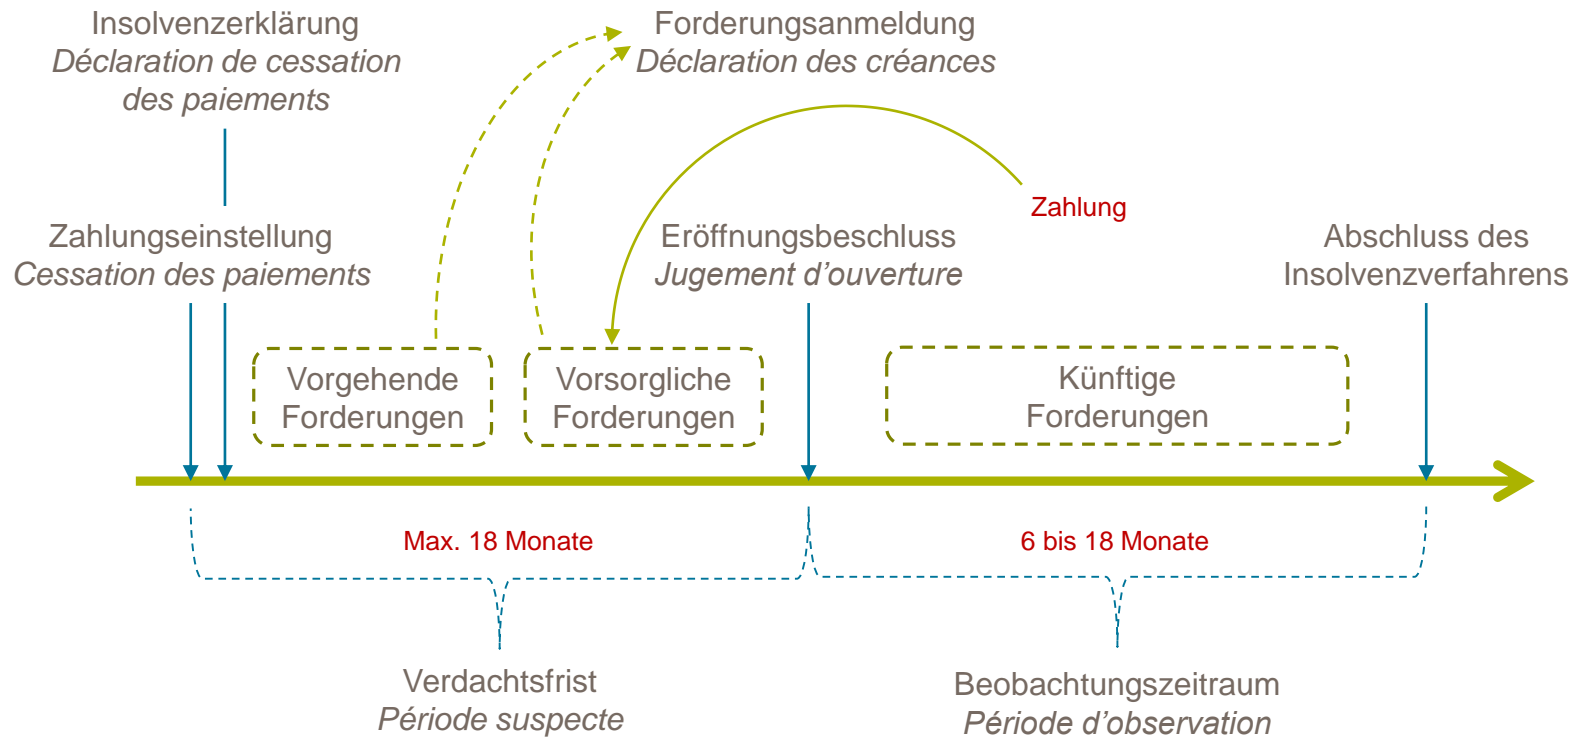 Insolvenzerklärung
Déclaration de cessation
des paiements
Forderungsanmeldung
Déclaration des créances
Zahlung
Zahlungseinstellung
Cessation des paiements
Eröffnungsbeschluss
Jugement d’ouverture
Abschluss des
Insolvenzverfahrens
Vorgehende
Forderungen
Vorsorgliche
Forderungen
Künftige
Forderungen
Max. 18 Monate
6 bis 18 Monate
Verdachtsfrist
Période suspecte
Beobachtungszeitraum
Période d’observation